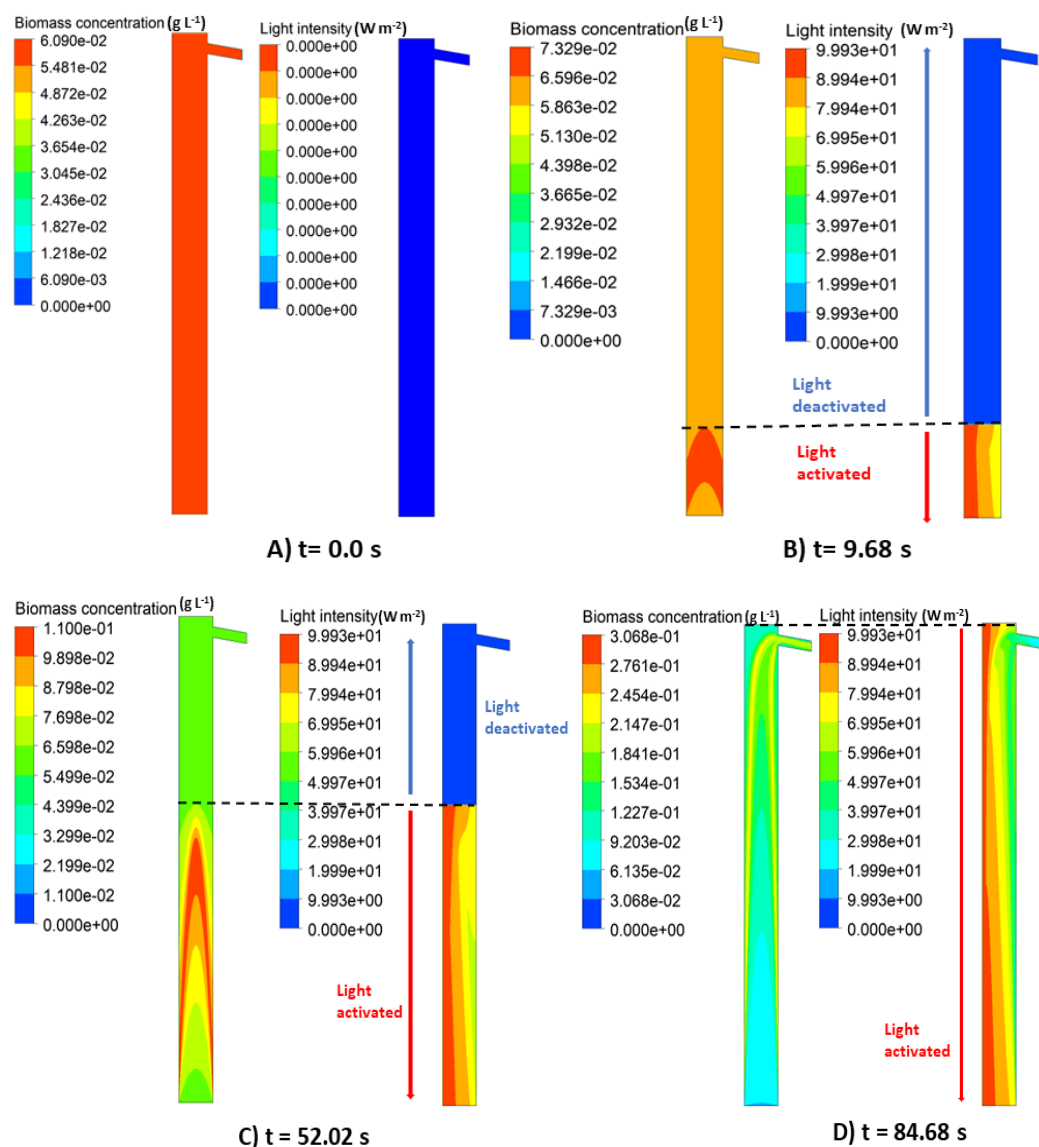 Biomass concentration (g L⁻¹)
6.090e-02
5.481e-02
4.872e-02
4.263e-02
3.654e-02
3.045e-02
2.436e-02
1.827e-02
1.218e-02
6.090e-03
0.000e+00
Light intensity (W m⁻²)
0.000e+00
0.000e+00
0.000e+00
0.000e+00
0.000e+00
0.000e+00
0.000e+00
0.000e+00
0.000e+00
0.000e+00
0.000e+00
A) t= 0.0 s
Biomass concentration (g L⁻¹)
7.329e-02
6.596e-02
5.863e-02
5.130e-02
4.398e-02
3.665e-02
2.932e-02
2.199e-02
1.466e-02
7.329e-03
0.000e+00
Light intensity (W m⁻²)
9.993e+01
8.994e+01
7.994e+01
6.995e+01
5.996e+01
4.997e+01
3.997e+01
2.998e+01
1.999e+01
9.993e+00
0.000e+00
Light
deactivated
Light
activated
B) t= 9.68 s
Biomass concentration (g L⁻¹)
1.100e-01
9.898e-02
8.798e-02
7.698e-02
6.598e-02
5.499e-02
4.399e-02
3.299e-02
2.199e-02
1.100e-02
0.000e+00
Light intensity (W m⁻²)
9.993e+01
8.994e+01
7.994e+01
6.995e+01
5.996e+01
4.997e+01
3.997e+01
2.998e+01
1.999e+01
9.993e+00
0.000e+00
Light
deactivated
Light
activated
C) t = 52.02 s
Biomass concentration (g L⁻¹)
3.068e-01
2.761e-01
2.454e-01
2.147e-01
1.841e-01
1.534e-01
1.227e-01
9.203e-02
6.135e-02
3.068e-02
0.000e+00
Light intensity (W m⁻²)
9.993e+01
8.994e+01
7.994e+01
6.995e+01
5.996e+01
4.997e+01
3.997e+01
2.998e+01
1.999e+01
9.993e+00
0.000e+00
Light
activated
D) t = 84.68 s